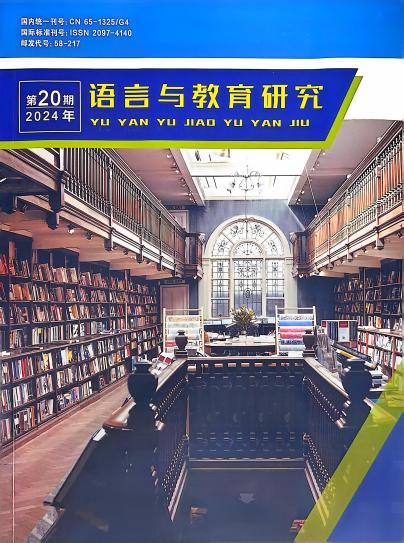 国内统一刊号：CN 65-1325/G4
国际标准刊号：ISSN 2097-4140
邮发代号：58-217
第20期
2024年
语言与教育研究
YU YAN YU JIAO YU YAN JIU